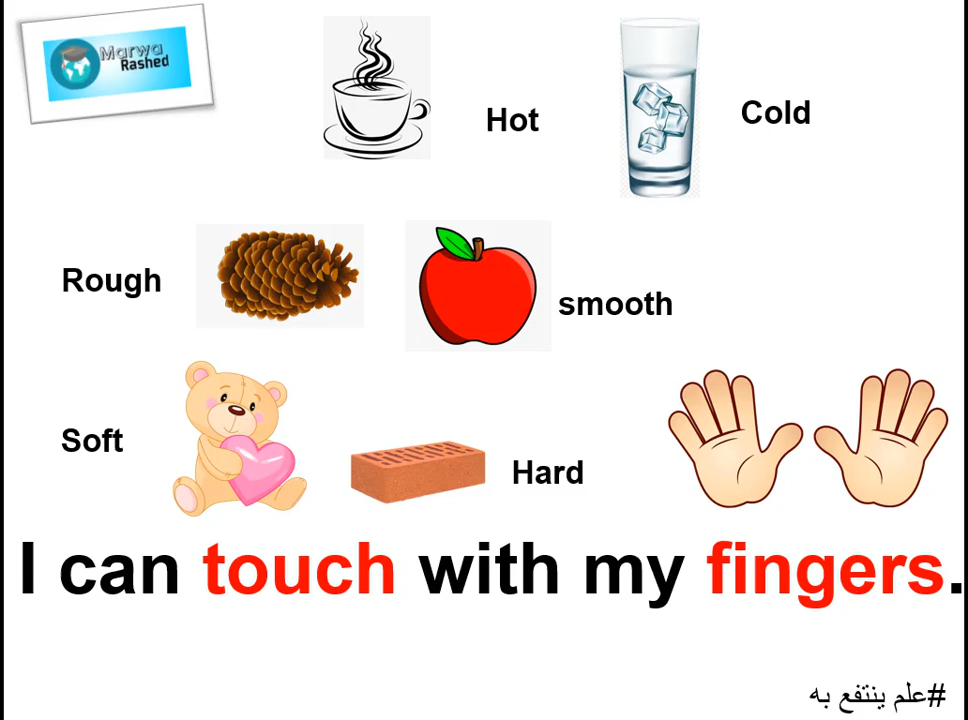 Marwa
Rashed
Hot
Cold
Rough
smooth
Soft
Hard
I can touch with my fingers.
#علم ينتفع به